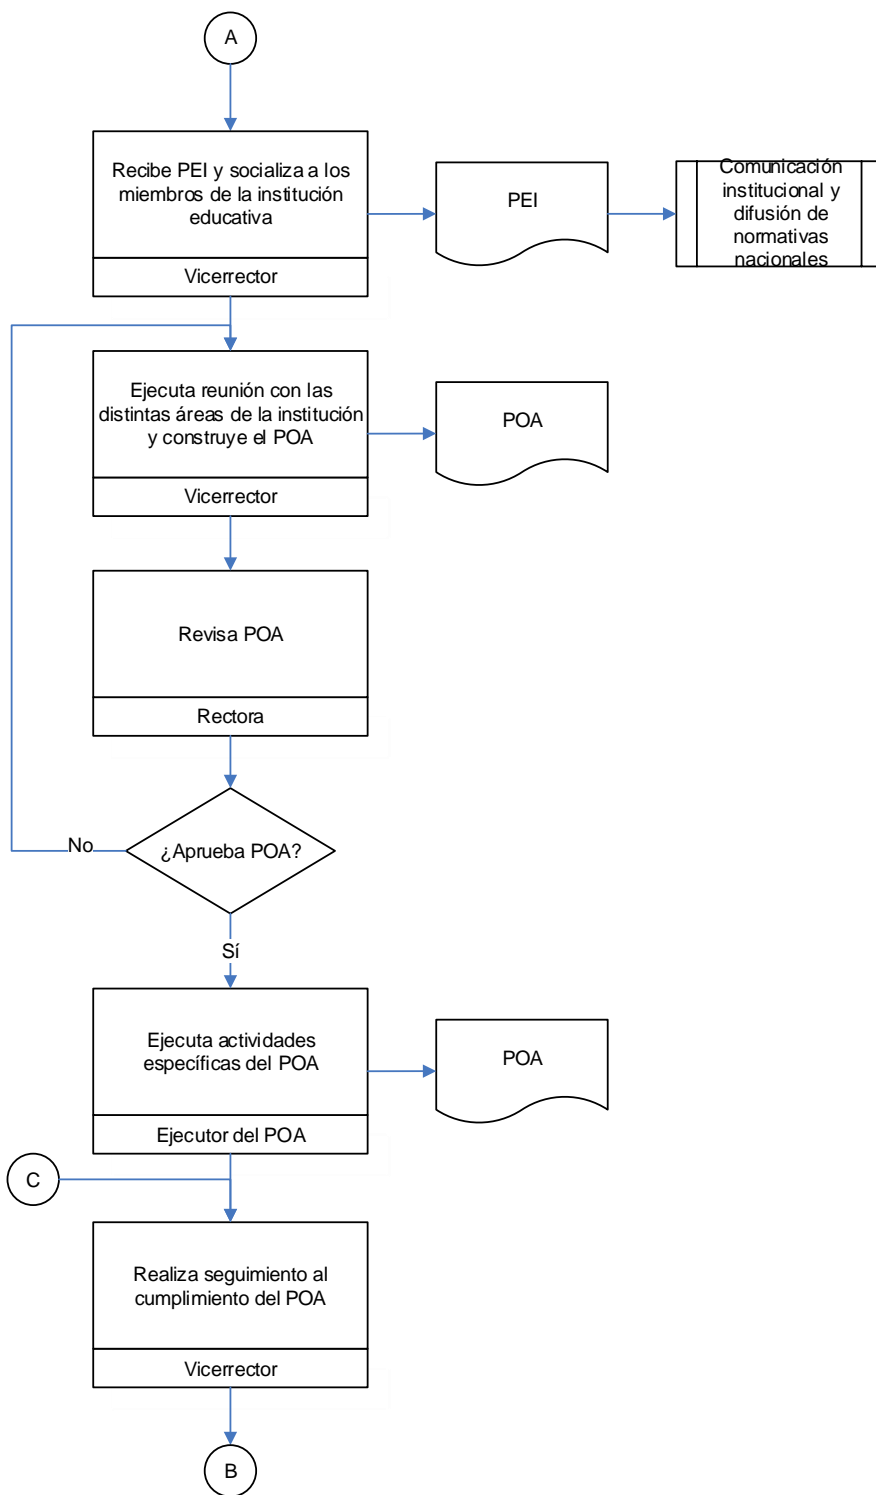 A
Recibe PEI y socializa a los
miembros de la institución
educativa
Vicerrector
PEI
Comunicación
institucional y
difusión de
normativas
nacionales
Ejecuta reunión con las
distintas áreas de la institución
y construye el POA
Vicerrector
POA
Revisa POA
Rectora
¿Aprueba POA?
No
Sí
Ejecuta actividades
específicas del POA
Ejecutor del POA
POA
C
Realiza seguimiento al
cumplimiento del POA
Vicerrector
B